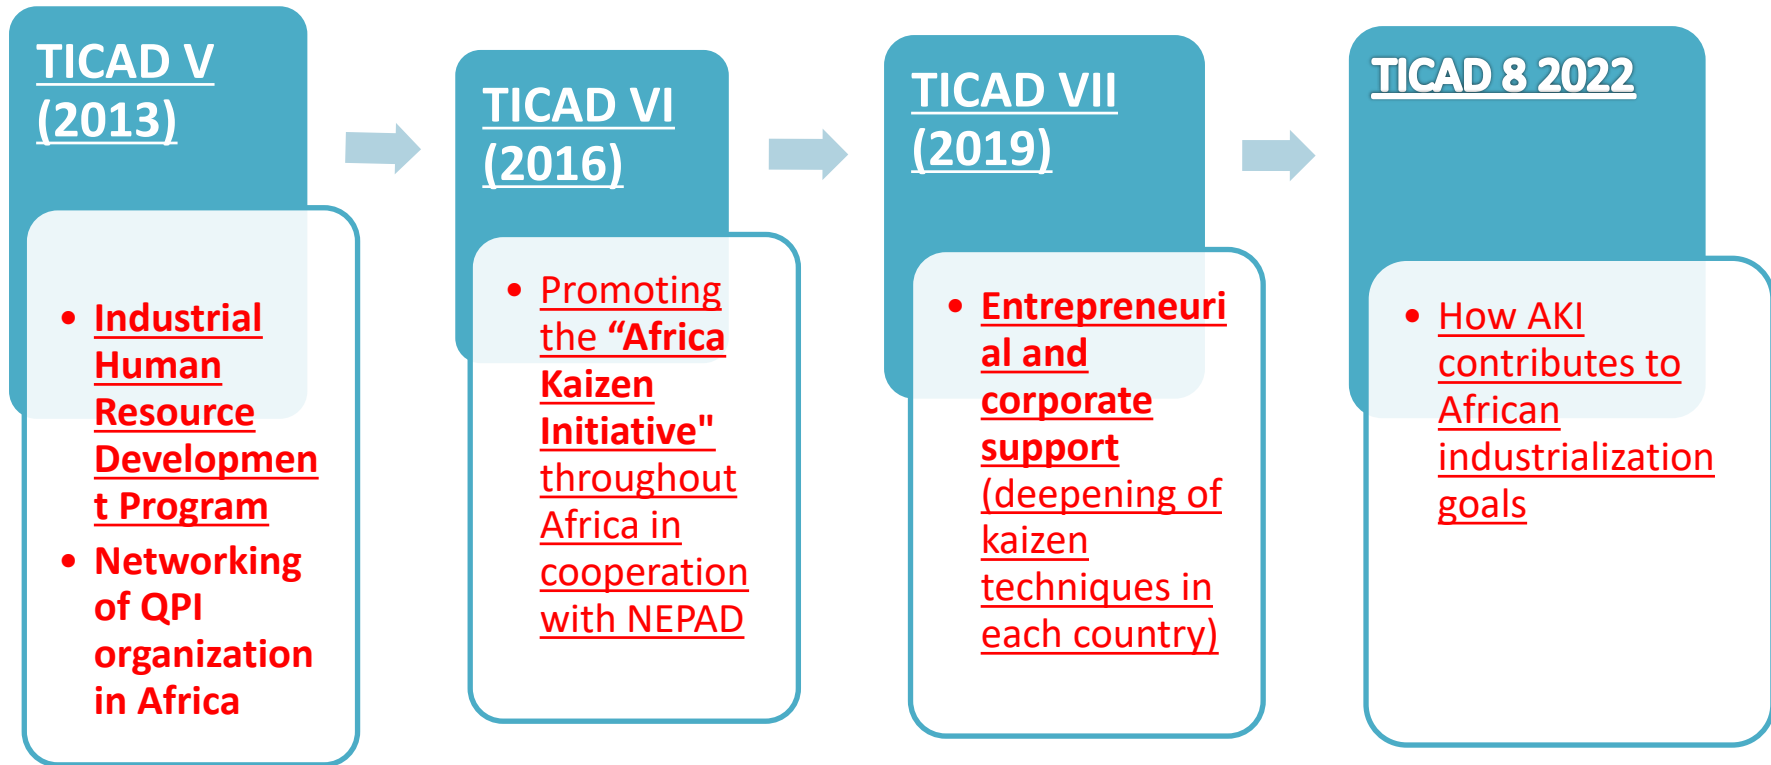 TICAD V
(2013)
• Industrial
Human
Resource
Developmen
t Program
• Networking
of QPI
organization
in Africa
TICAD VI
(2016)
• Promoting
the “Africa
Kaizen
Initiative"
throughout
Africa in
cooperation
with NEPAD
TICAD VII
(2019)
• Entrepreneuri
al and
corporate
support
(deepening of
kaizen
techniques in
each country)
TICAD 8 2022
• How AKI
contributes to
African
industrialization
goals